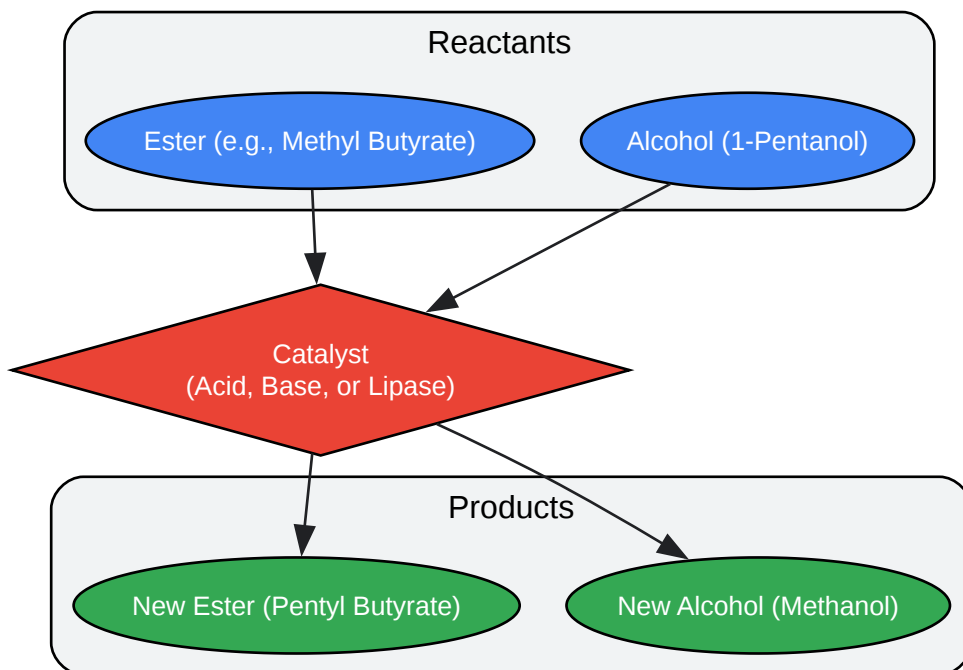 Reactants
Ester (e.g., Methyl Butyrate)
Alcohol (1-Pentanol)
Catalyst
(Acid, Base, or Lipase)
Products
New Ester (Pentyl Butyrate)
New Alcohol (Methanol)